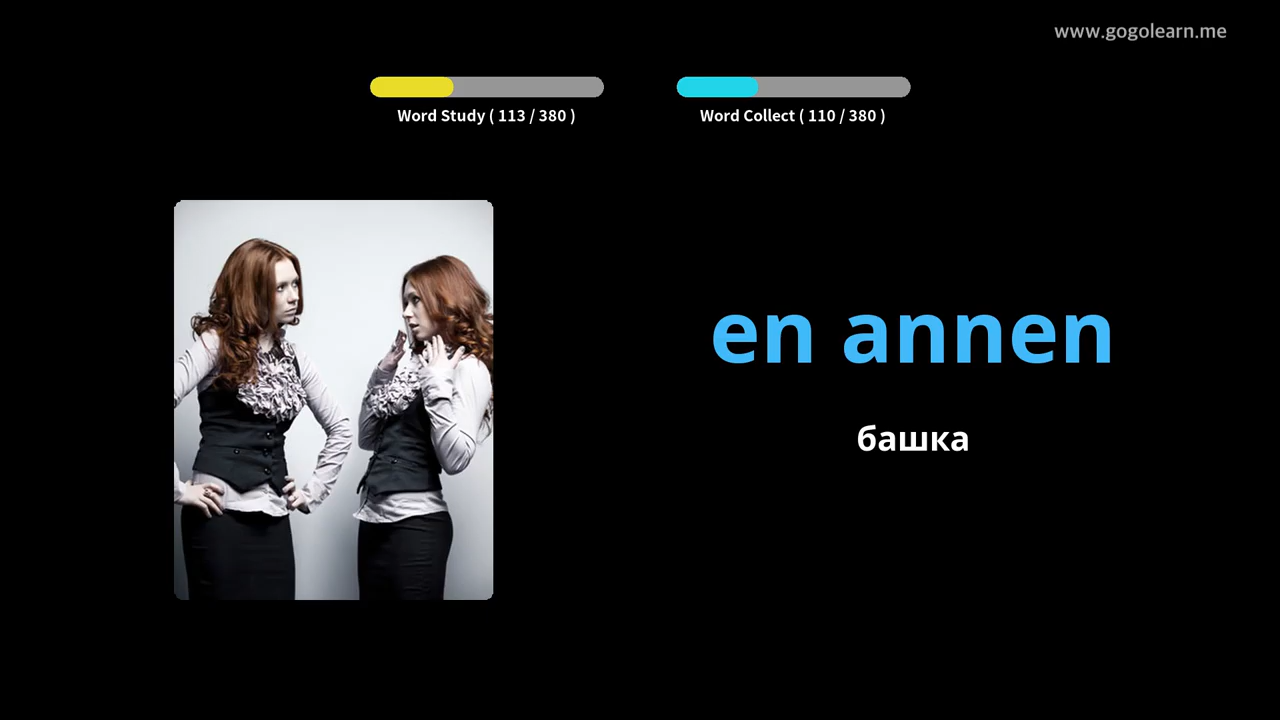 www.gogolearn.me
Word Study ( 113 / 380 )
Word Collect ( 110 / 380 )
en annen
башка